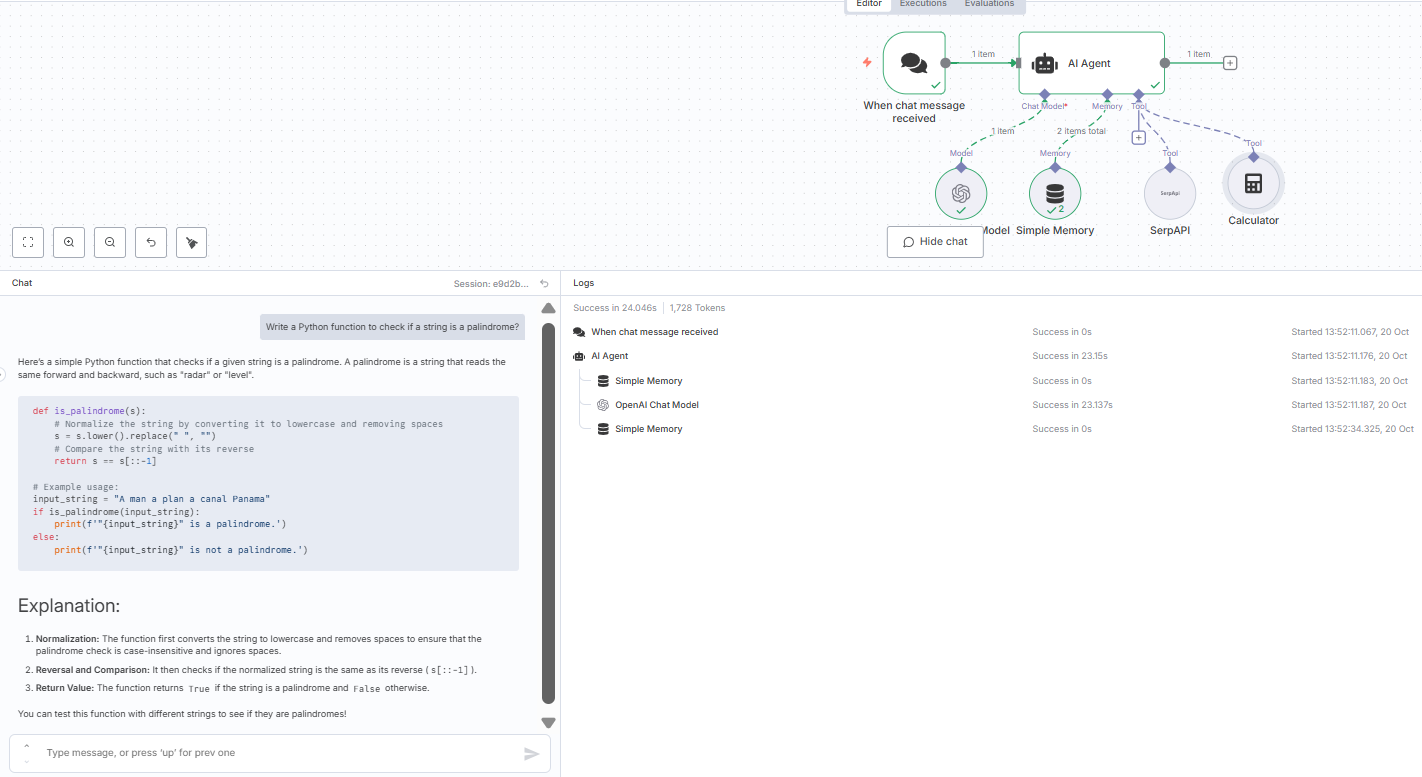 Editor Executions Evaluations
1 item
1 item
AI Agent
When chat message
received
Chat Model*
Memory
Tool
1 item
2 items total
Model
Memory
Tool
Tool
2
SerpApi
Model
Simple Memory
SerpAPI
Calculator
Hide chat
Chat
Session: e9d2b...
Write a Python function to check if a string is a palindrome?
Here's a simple Python function that checks if a given string is a palindrome. A palindrome is a string that reads the
same forward and backward, such as "radar" or "level".
def is_palindrome(s):
    # Normalize the string by converting it to lowercase and removing spaces
    s = s.lower().replace(" ", "")
    # Compare the string with its reverse
    return s == s[::-1]
# Example usage:
input_string = "A man a plan a canal Panama"
if is_palindrome(input_string):
    print(f'"{input_string}" is a palindrome.')
else:
    print(f'"{input_string}" is not a palindrome.')
Explanation:
1. Normalization: The function first converts the string to lowercase and removes spaces to ensure that the
palindrome check is case-insensitive and ignores spaces.
2. Reversal and Comparison: It then checks if the normalized string is the same as its reverse (s[::-1]).
3. Return Value: The function returns True if the string is a palindrome and False otherwise.
You can test this function with different strings to see if they are palindromes!
Type message, or press 'up' for prev one
Logs
Success in 24.046s 1,728 Tokens
When chat message received Success in 0s Started 13:52:11.067, 20 Oct
AI Agent Success in 23.15s Started 13:52:11.176, 20 Oct
Simple Memory Success in 0s Started 13:52:11.183, 20 Oct
OpenAI Chat Model Success in 23.137s Started 13:52:11.187, 20 Oct
Simple Memory Success in 0s Started 13:52:34.325, 20 Oct